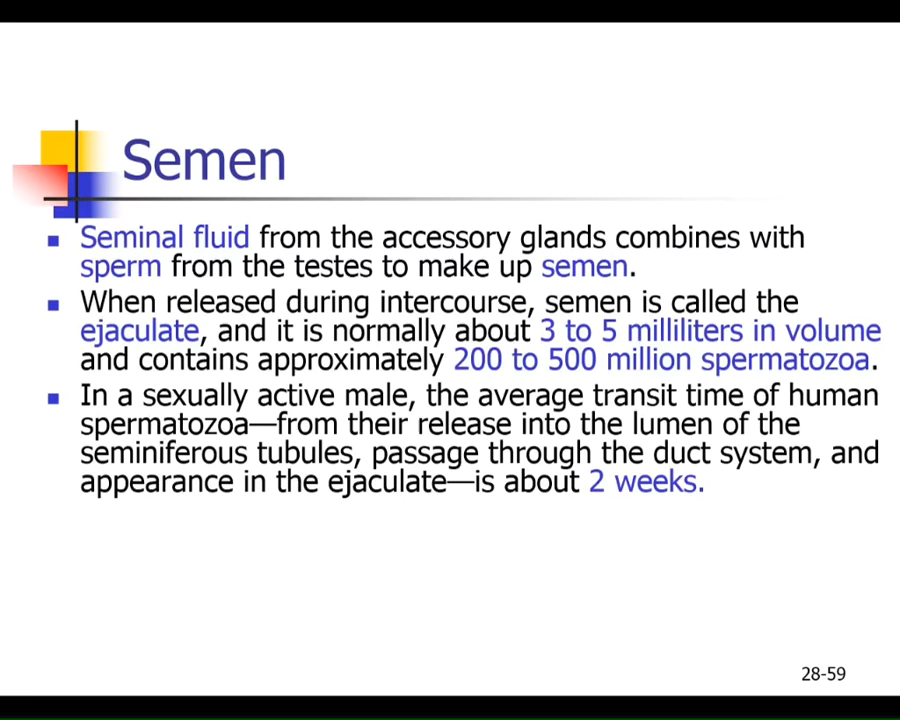 Semen
Seminal fluid from the accessory glands combines with
sperm from the testes to make up semen.
When released during intercourse, semen is called the
ejaculate, and it is normally about 3 to 5 milliliters in volume
and contains approximately 200 to 500 million spermatozoa.
In a sexually active male, the average transit time of human
spermatozoa—from their release into the lumen of the
seminiferous tubules, passage through the duct system, and
appearance in the ejaculate—is about 2 weeks.
28-59